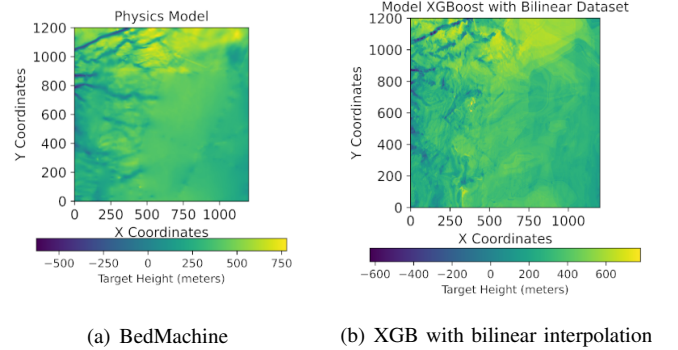 Physics Model
1200
1000
800
600
400
200
0
Y Coordinates
0 250 500 750 1000
X Coordinates
−500 −250 0 250 500 750
Target Height (meters)
(a) BedMachine
Model XGBoost with Bilinear Dataset
1200
1000
800
600
400
200
0
Y Coordinates
0 250 500 750 1000
X Coordinates
−600 −400 −200 0 200 400 600
Target Height (meters)
(b) XGB with bilinear interpolation